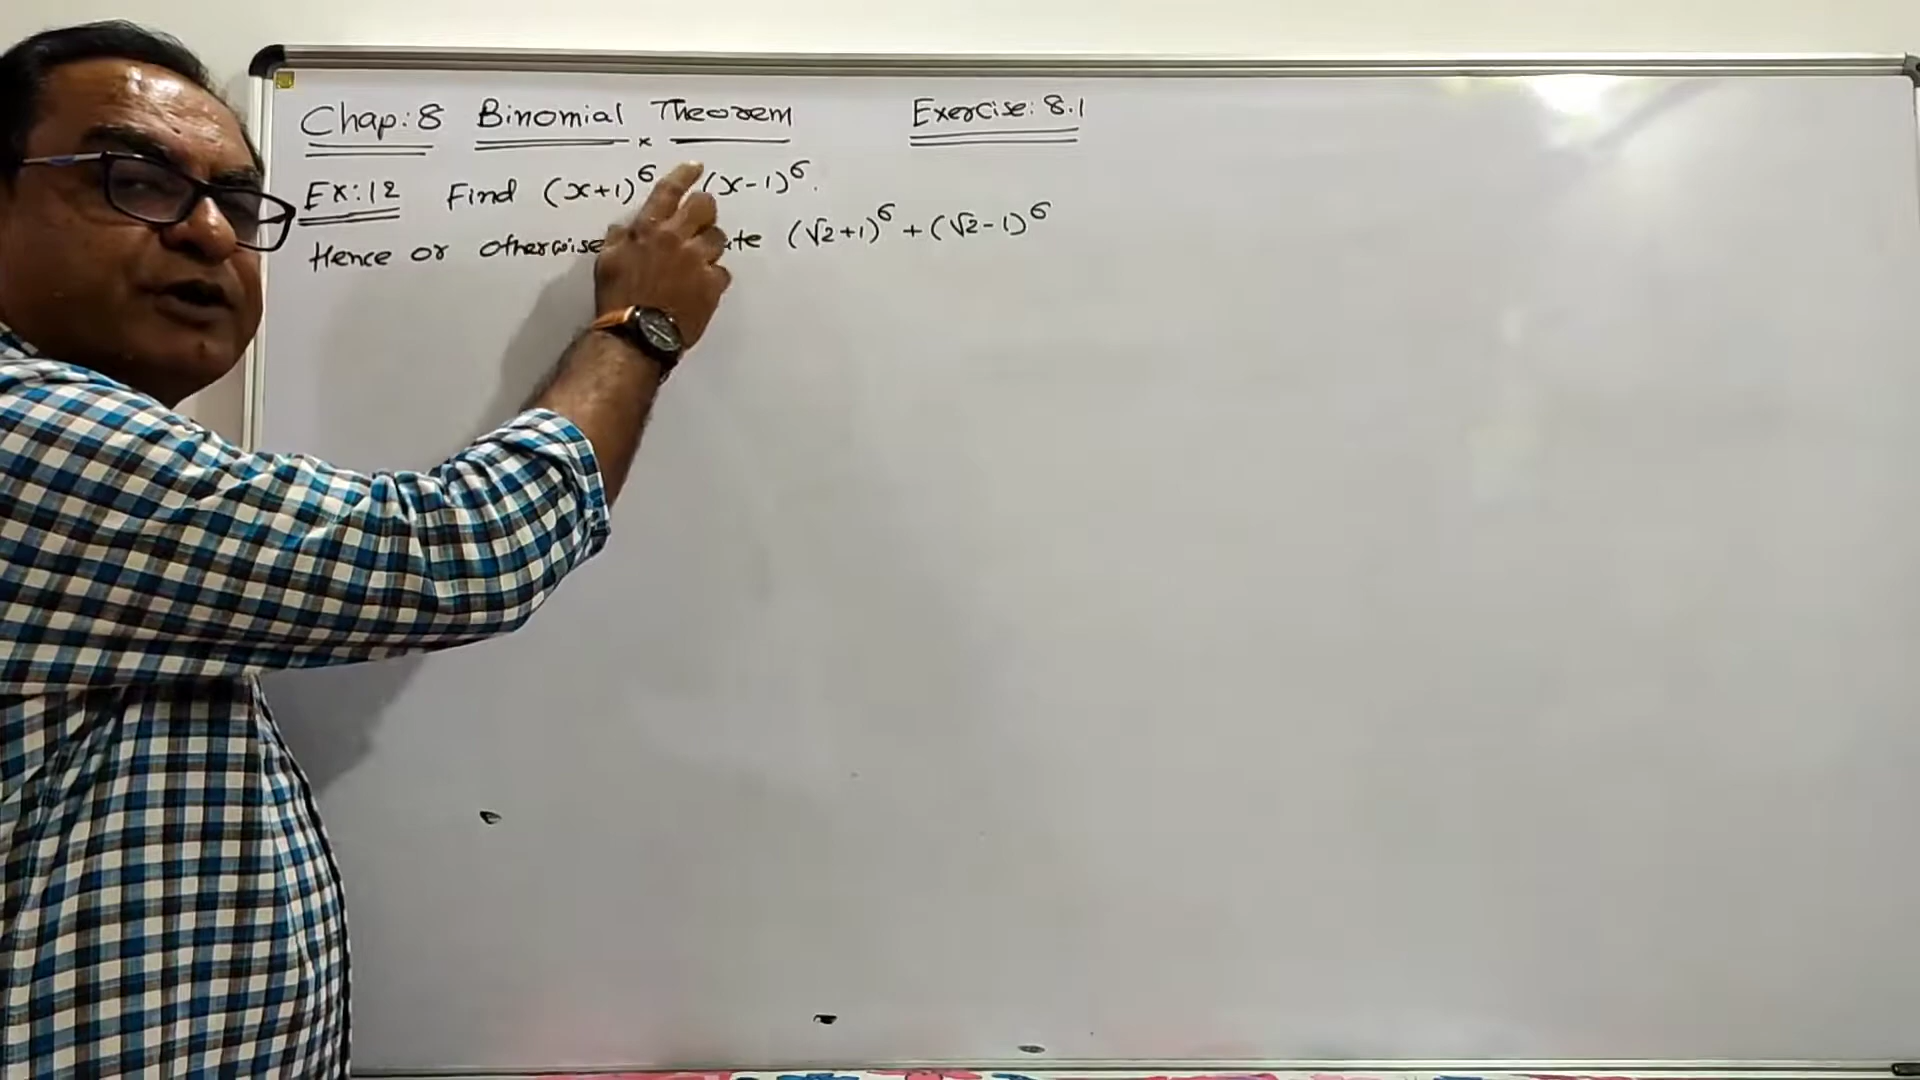 Chap:8 Binomial Theorem Exercise: 8.1
Ex:12 Find (x+1)⁶ (x-1)⁶.
Hence or otherwise (√2+1)⁶ + (√2-1)⁶